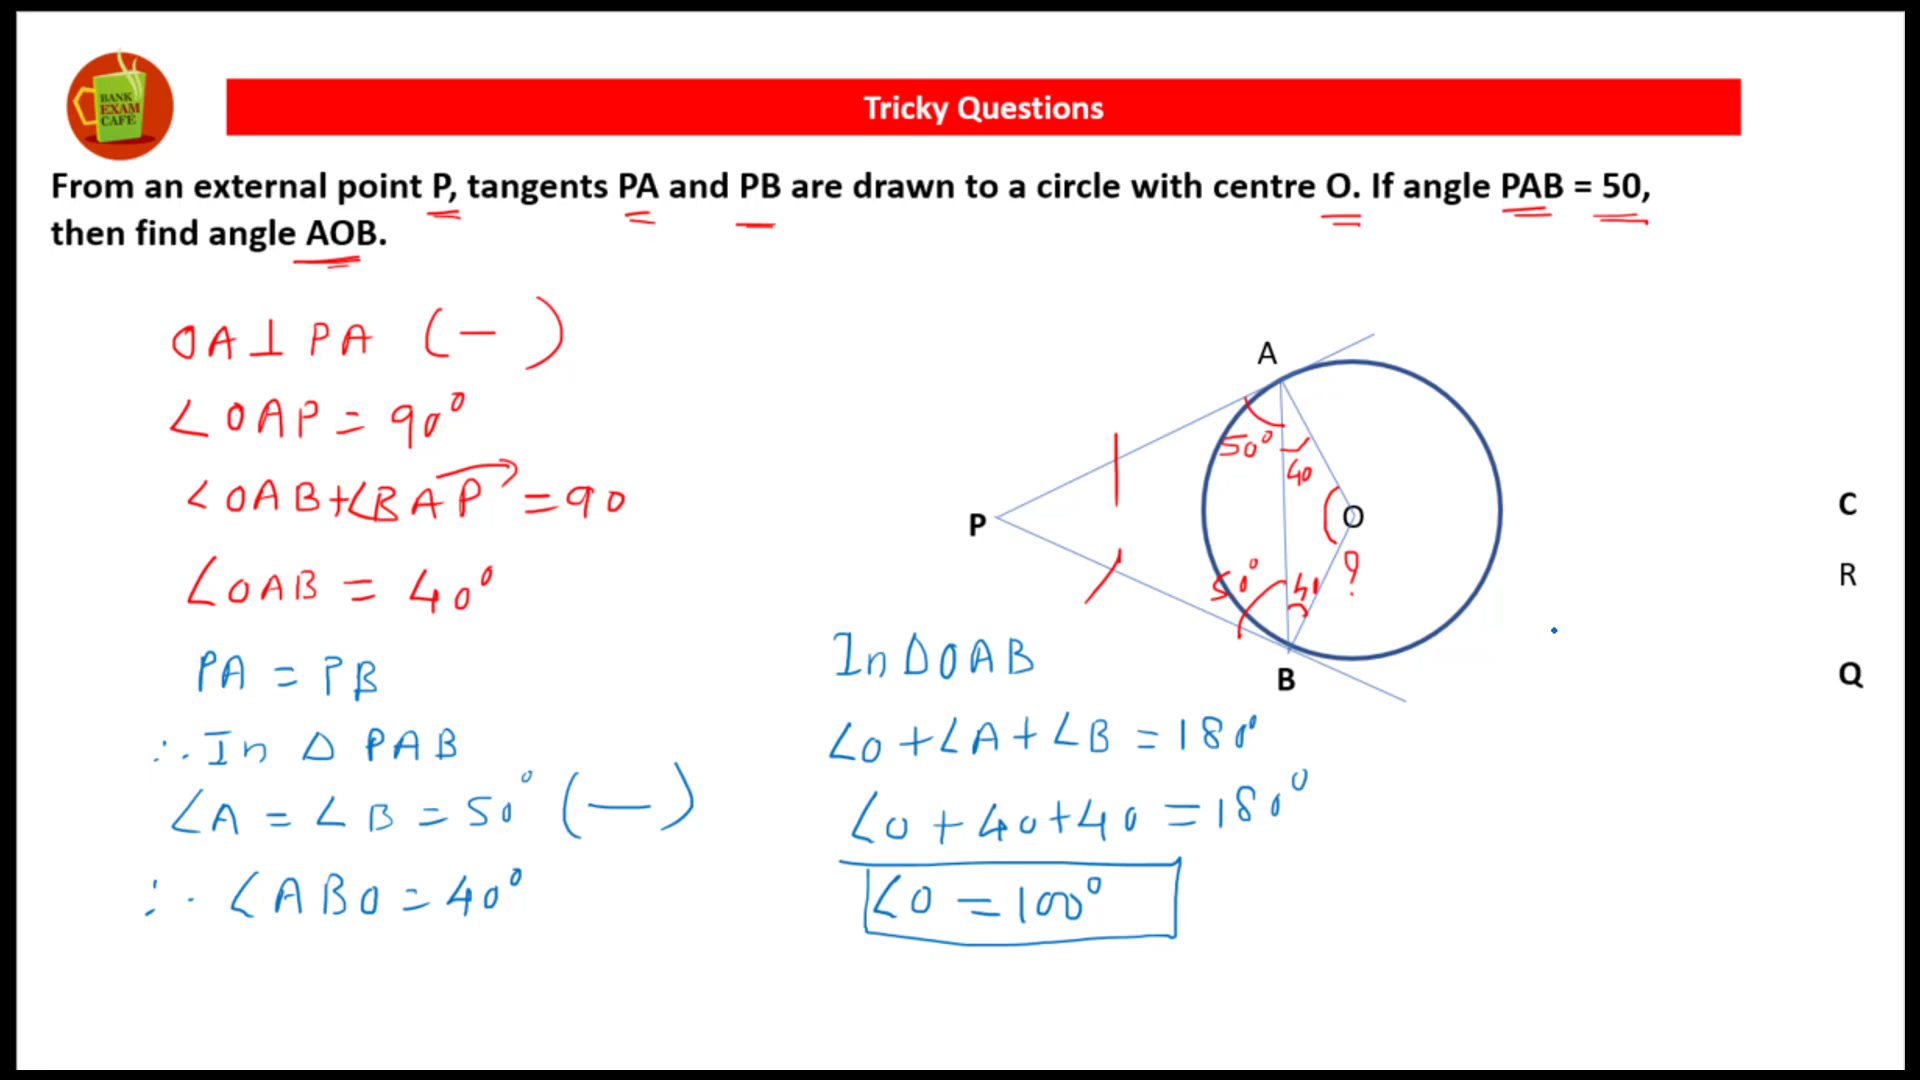 BANK
EXAM
CAFE
Tricky Questions
From an external point P, tangents PA and PB are drawn to a circle with centre O. If angle PAB = 50,
then find angle AOB.
OA⊥PA (—)
∠OAP = 90°
∠OAB+∠BAP = 90
∠OAB = 40°
PA = PB
∴ In △ PAB
∠A = ∠B = 50° (—)
∴ ∠ABO = 40°
A
50°
40
P
O
50°
40
?
B
In △OAB
∠O + ∠A + ∠B = 180°
∠O + 40 + 40 = 180°
∠O = 100°
C
R
Q